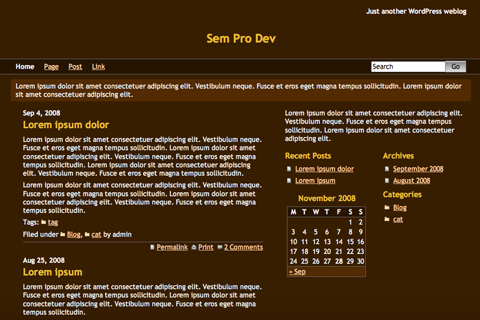 Just another WordPress weblog
Sem Pro Dev
Home Page Post Link
Search Go
Lorem ipsum dolor sit amet consectetuer adipiscing elit. Vestibulum neque. Fusce et eros eget magna tempus sollicitudin. Lorem ipsum dolor sit amet consectetuer
adipiscing elit.
Sep 4, 2008
Lorem ipsum dolor
Lorem ipsum dolor sit amet consectetuer adipiscing elit. Vestibulum neque.
Fusce et eros eget magna tempus sollicitudin. Lorem ipsum dolor sit amet
consectetuer adipiscing elit. Vestibulum neque. Fusce et eros eget magna
tempus sollicitudin. Lorem ipsum dolor sit amet consectetuer adipiscing
elit. Vestibulum neque. Fusce et eros eget magna tempus sollicitudin.
Lorem ipsum dolor sit amet consectetuer adipiscing elit. Vestibulum neque.
Fusce et eros eget magna tempus sollicitudin. Lorem ipsum dolor sit amet
consectetuer adipiscing elit. Vestibulum neque. Fusce et eros eget magna
tempus sollicitudin.
Tags: tag
Filed under Blog, cat by admin
Permalink Print 2 Comments
Aug 25, 2008
Lorem ipsum
Lorem ipsum dolor sit amet consectetuer adipiscing elit. Vestibulum neque.
Fusce et eros eget magna tempus sollicitudin. Lorem ipsum dolor sit amet
consectetuer adipiscing elit. Vestibulum neque. Fusce et eros eget magna
tempus sollicitudin.
Lorem ipsum dolor sit amet consectetuer adipiscing elit.
Vestibulum neque. Fusce et eros eget magna tempus
sollicitudin. Lorem ipsum dolor sit amet consectetuer
adipiscing elit.
Recent Posts
Lorem ipsum dolor
Lorem ipsum
November 2008
M T W T F S S
1 2
3 4 5 6 7 8 9
10 11 12 13 14 15 16
17 18 19 20 21 22 23
24 25 26 27 28 29 30
« Sep
Archives
September 2008
August 2008
Categories
Blog
cat